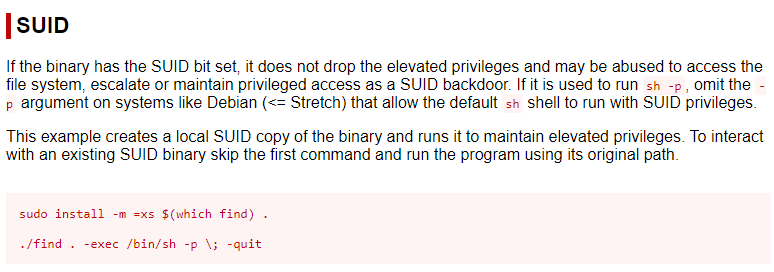 SUID
If the binary has the SUID bit set, it does not drop the elevated privileges and may be abused to access the
file system, escalate or maintain privileged access as a SUID backdoor. If it is used to run sh -p, omit the -
p argument on systems like Debian (<= Stretch) that allow the default sh shell to run with SUID privileges.
This example creates a local SUID copy of the binary and runs it to maintain elevated privileges. To interact
with an existing SUID binary skip the first command and run the program using its original path.
sudo install -m =xs $(which find) .
./find . -exec /bin/sh -p \; -quit